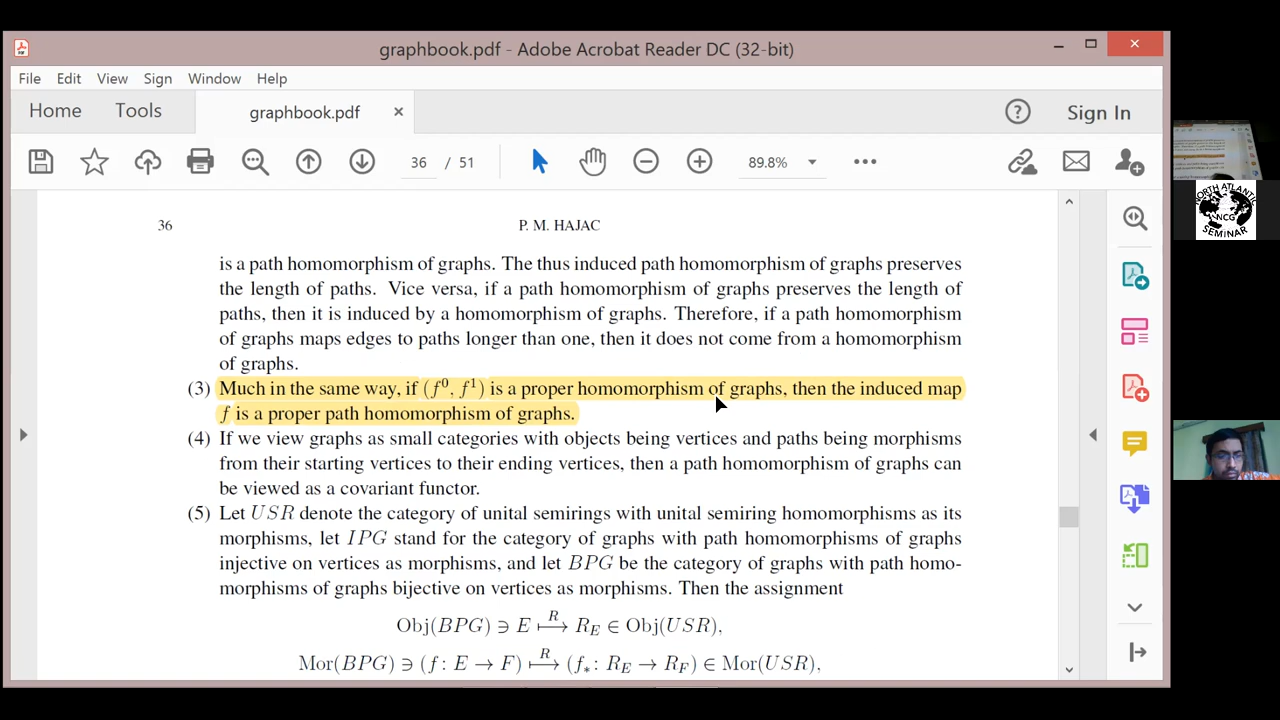 graphbook.pdf - Adobe Acrobat Reader DC (32-bit)
File Edit View Sign Window Help
Home Tools graphbook.pdf × Sign In
36 / 51 89.8%
36 P. M. HAJAC
is a path homomorphism of graphs. The thus induced path homomorphism of graphs preserves
the length of paths. Vice versa, if a path homomorphism of graphs preserves the length of
paths, then it is induced by a homomorphism of graphs. Therefore, if a path homomorphism
of graphs maps edges to paths longer than one, then it does not come from a homomorphism
of graphs.
(3) Much in the same way, if (f⁰, f¹) is a proper homomorphism of graphs, then the induced map
f is a proper path homomorphism of graphs.
(4) If we view graphs as small categories with objects being vertices and paths being morphisms
from their starting vertices to their ending vertices, then a path homomorphism of graphs can
be viewed as a covariant functor.
(5) Let USR denote the category of unital semirings with unital semiring homomorphisms as its
morphisms, let IPG stand for the category of graphs with path homomorphisms of graphs
injective on vertices as morphisms, and let BPG be the category of graphs with path homo-
morphisms of graphs bijective on vertices as morphisms. Then the assignment
Obj(BPG) ∋ E ⟼ᴿ R_E ∈ Obj(USR),
Mor(BPG) ∋ (f : E → F) ⟼ᴿ (f_* : R_E → R_F) ∈ Mor(USR),
NORTH ATLANTIC
NCG
SEMINAR